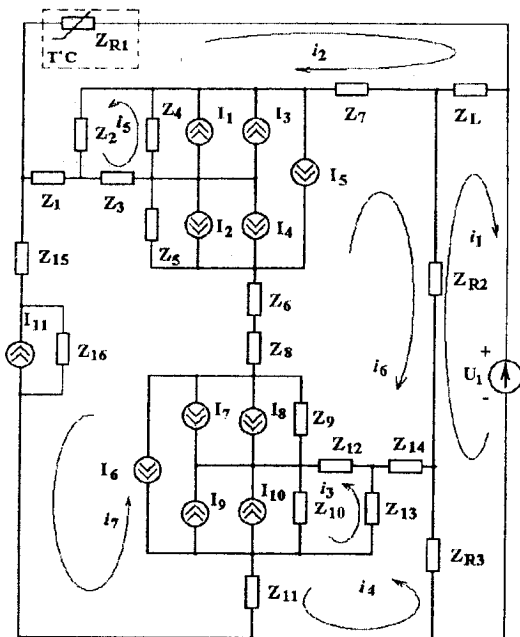 Z_R1
T°C
i_2
Z_2
i_5
Z_4
I_1
I_3
Z_7
Z_L
I_5
Z_1
Z_3
Z_5
I_2
I_4
i_1
Z_15
Z_6
Z_R2
I_11
Z_16
Z_8
i_6
U_1
+
-
I_7
I_8
Z_9
I_6
Z_12
Z_14
i_7
I_9
I_10
i_3
Z_10
Z_13
Z_11
i_4
Z_R3